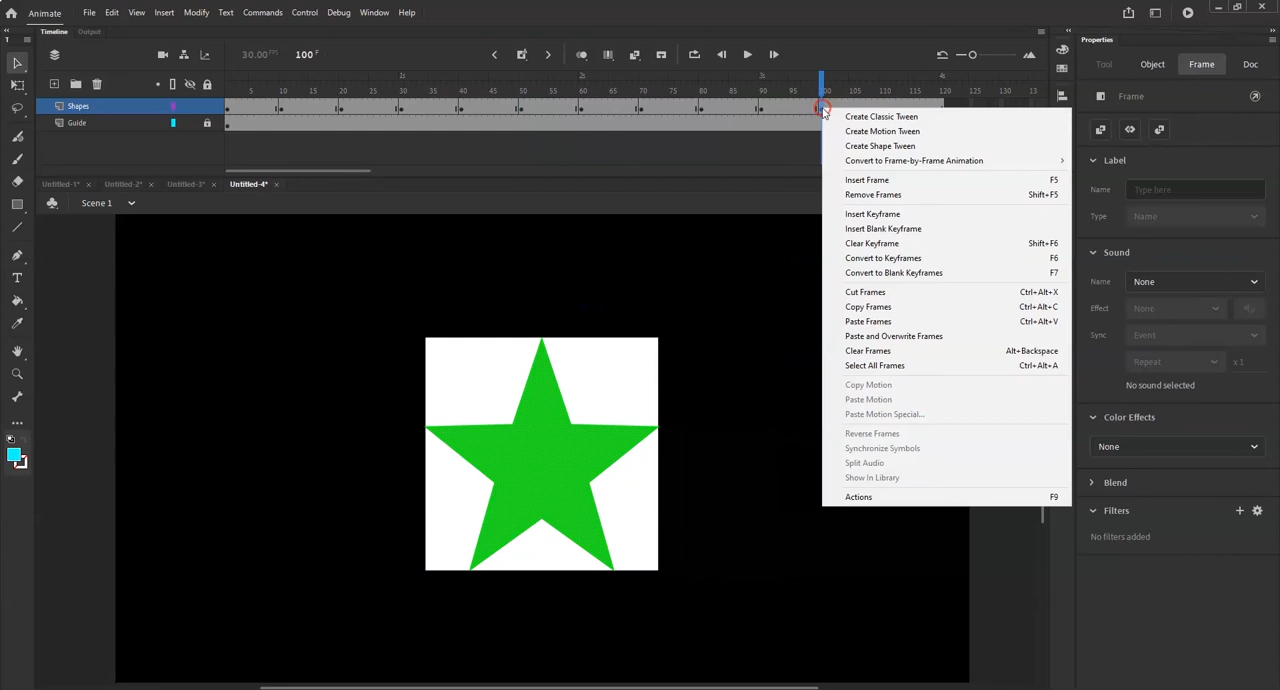 Animate File Edit View Insert Modify Text Commands Control Debug Window Help
Timeline Output
30.00 FPS 100 F
1s 2s 3s 4s
5 10 15 20 25 30 35 40 45 50 55 60 65 70 75 80 85 90 95 100 105 110 115 120 125 130 13
Shapes
Guide
Untitled-1* × Untitled-2* × Untitled-3* × Untitled-4* ×
Scene 1
Create Classic Tween
Create Motion Tween
Create Shape Tween
Convert to Frame-by-Frame Animation
Insert Frame F5
Remove Frames Shift+F5
Insert Keyframe
Insert Blank Keyframe
Clear Keyframe Shift+F6
Convert to Keyframes F6
Convert to Blank Keyframes F7
Cut Frames Ctrl+Alt+X
Copy Frames Ctrl+Alt+C
Paste Frames Ctrl+Alt+V
Paste and Overwrite Frames
Clear Frames Alt+Backspace
Select All Frames Ctrl+Alt+A
Copy Motion
Paste Motion
Paste Motion Special...
Reverse Frames
Synchronize Symbols
Split Audio
Show In Library
Actions F9
Properties
Tool Object Frame Doc
Frame
Label
Name Type here
Type Name
Sound
Name None
Effect None
Sync Event
Repeat x 1
No sound selected
Color Effects
None
Blend
Filters
No filters added